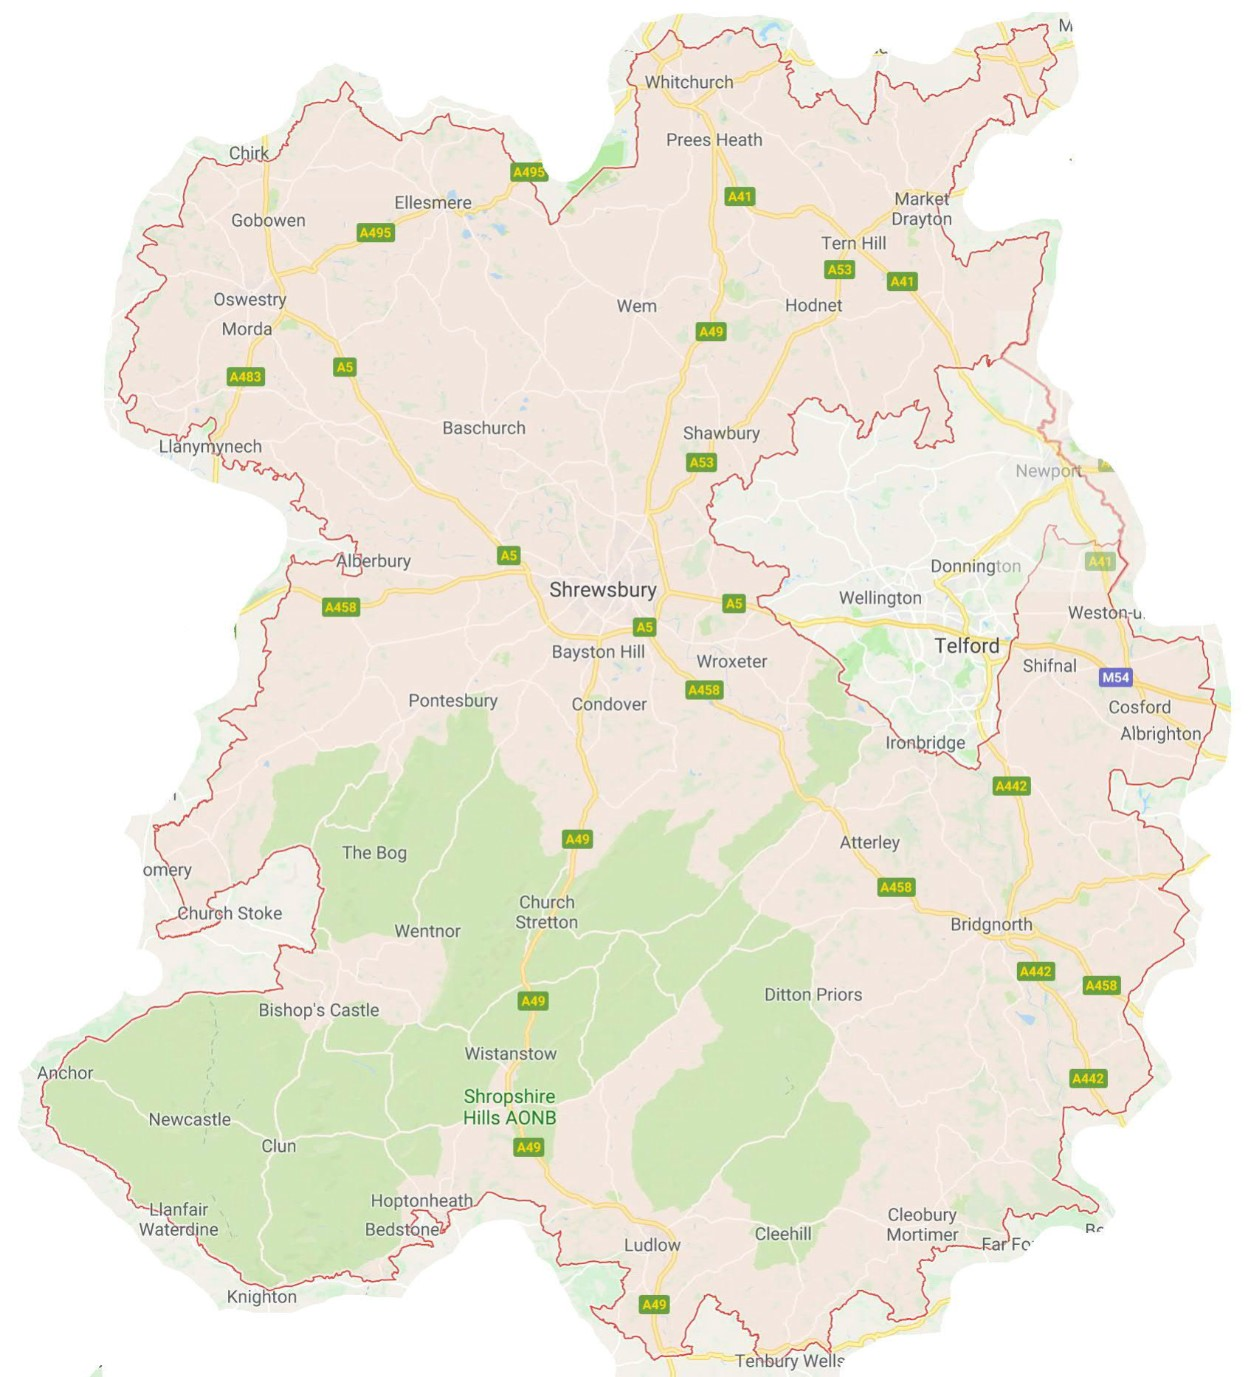 M
Whitchurch
Prees Heath
Chirk
A495
A41
Ellesmere
Market
Drayton
Gobowen
A495
Tern Hill
A53
A41
Oswestry
Wem
Hodnet
Morda
A49
A5
A483
Baschurch
Shawbury
Llanymynech
A53
Newport
A5
Alberbury
A41
Donnington
Shrewsbury
Wellington
A458
A5
Weston-u
A5
Telford
Bayston Hill
Wroxeter
Shifnal
M54
A458
Pontesbury
Condover
Cosford
Albrighton
Ironbridge
A442
A49
Atterley
The Bog
omery
A458
Church
Stretton
Church Stoke
Bridgnorth
Wentnor
A442
A458
Ditton Priors
A49
Bishop's Castle
Wistanstow
Anchor
A442
Shropshire
Hills AONB
Newcastle
Clun
A49
Hoptonheath
Llanfair
Waterdine
Bedstone
Cleobury
Mortimer
Cleehill
Ludlow
Far Fo
Knighton
A49
Tenbury Wells